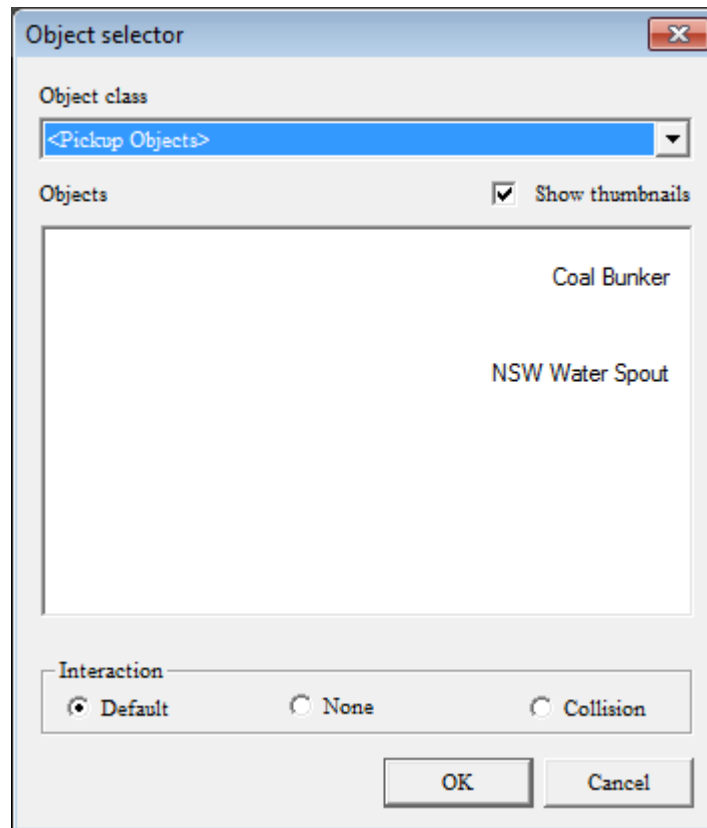 Object selector
Object class
<Pickup Objects>
Objects Show thumbnails
Coal Bunker
NSW Water Spout
Interaction
Default None Collision
OK Cancel